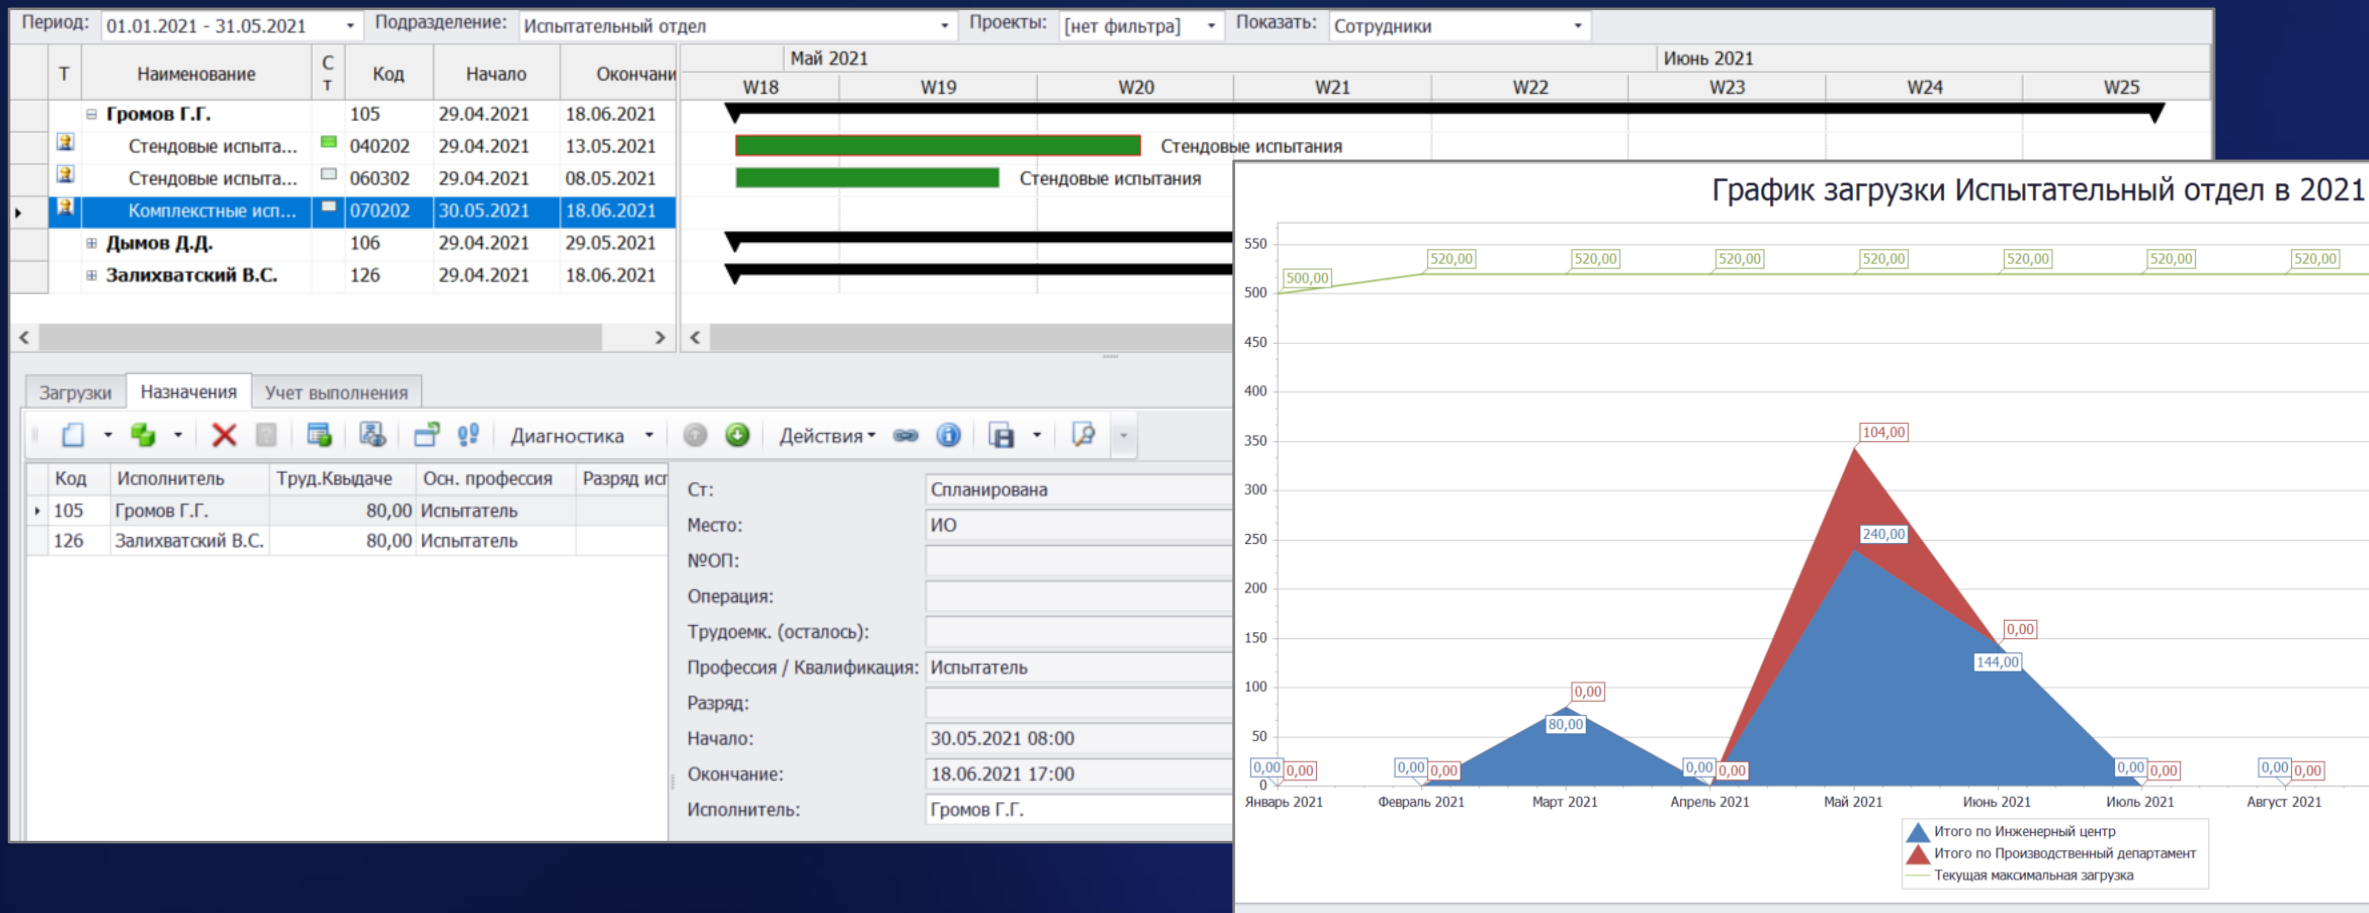 Период: 01.01.2021 - 31.05.2021 Подразделение: Испытательный отдел Проекты: [нет фильтра] Показать: Сотрудники
Т Наименование С Т Код Начало Окончани
Май 2021 Июнь 2021
W18 W19 W20 W21 W22 W23 W24 W25
Громов Г.Г. 105 29.04.2021 18.06.2021
Стендовые испыта... 040202 29.04.2021 13.05.2021 Стендовые испытания
Стендовые испыта... 060302 29.04.2021 08.05.2021 Стендовые испытания
Комплекстные исп... 070202 30.05.2021 18.06.2021
Дымов Д.Д. 106 29.04.2021 29.05.2021
Залихватский В.С. 126 29.04.2021 18.06.2021
Загрузки Назначения Учет выполнения
Диагностика Действия
Код Исполнитель Труд.Квыдаче Осн. профессия Разряд исп
105 Громов Г.Г. 80,00 Испытатель
126 Залихватский В.С. 80,00 Испытатель
Ст: Спланирована
Место: ИО
№ОП:
Операция:
Трудоемк. (осталось):
Профессия / Квалификация: Испытатель
Разряд:
Начало: 30.05.2021 08:00
Окончание: 18.06.2021 17:00
Исполнитель: Громов Г.Г.
График загрузки Испытательный отдел в 2021
550
520,00 520,00 520,00 520,00 520,00 520,00 520,00
500,00
500
450
400
350
104,00
300
250
240,00
200
150
0,00
144,00
100
0,00
80,00
50
0,00 0,00 0,00 0,00 0,00 0,00 0,00 0,00 0,00 0,00
0
Январь 2021 Февраль 2021 Март 2021 Апрель 2021 Май 2021 Июнь 2021 Июль 2021 Август 2021
Итого по Инженерный центр
Итого по Производственный департамент
Текущая максимальная загрузка